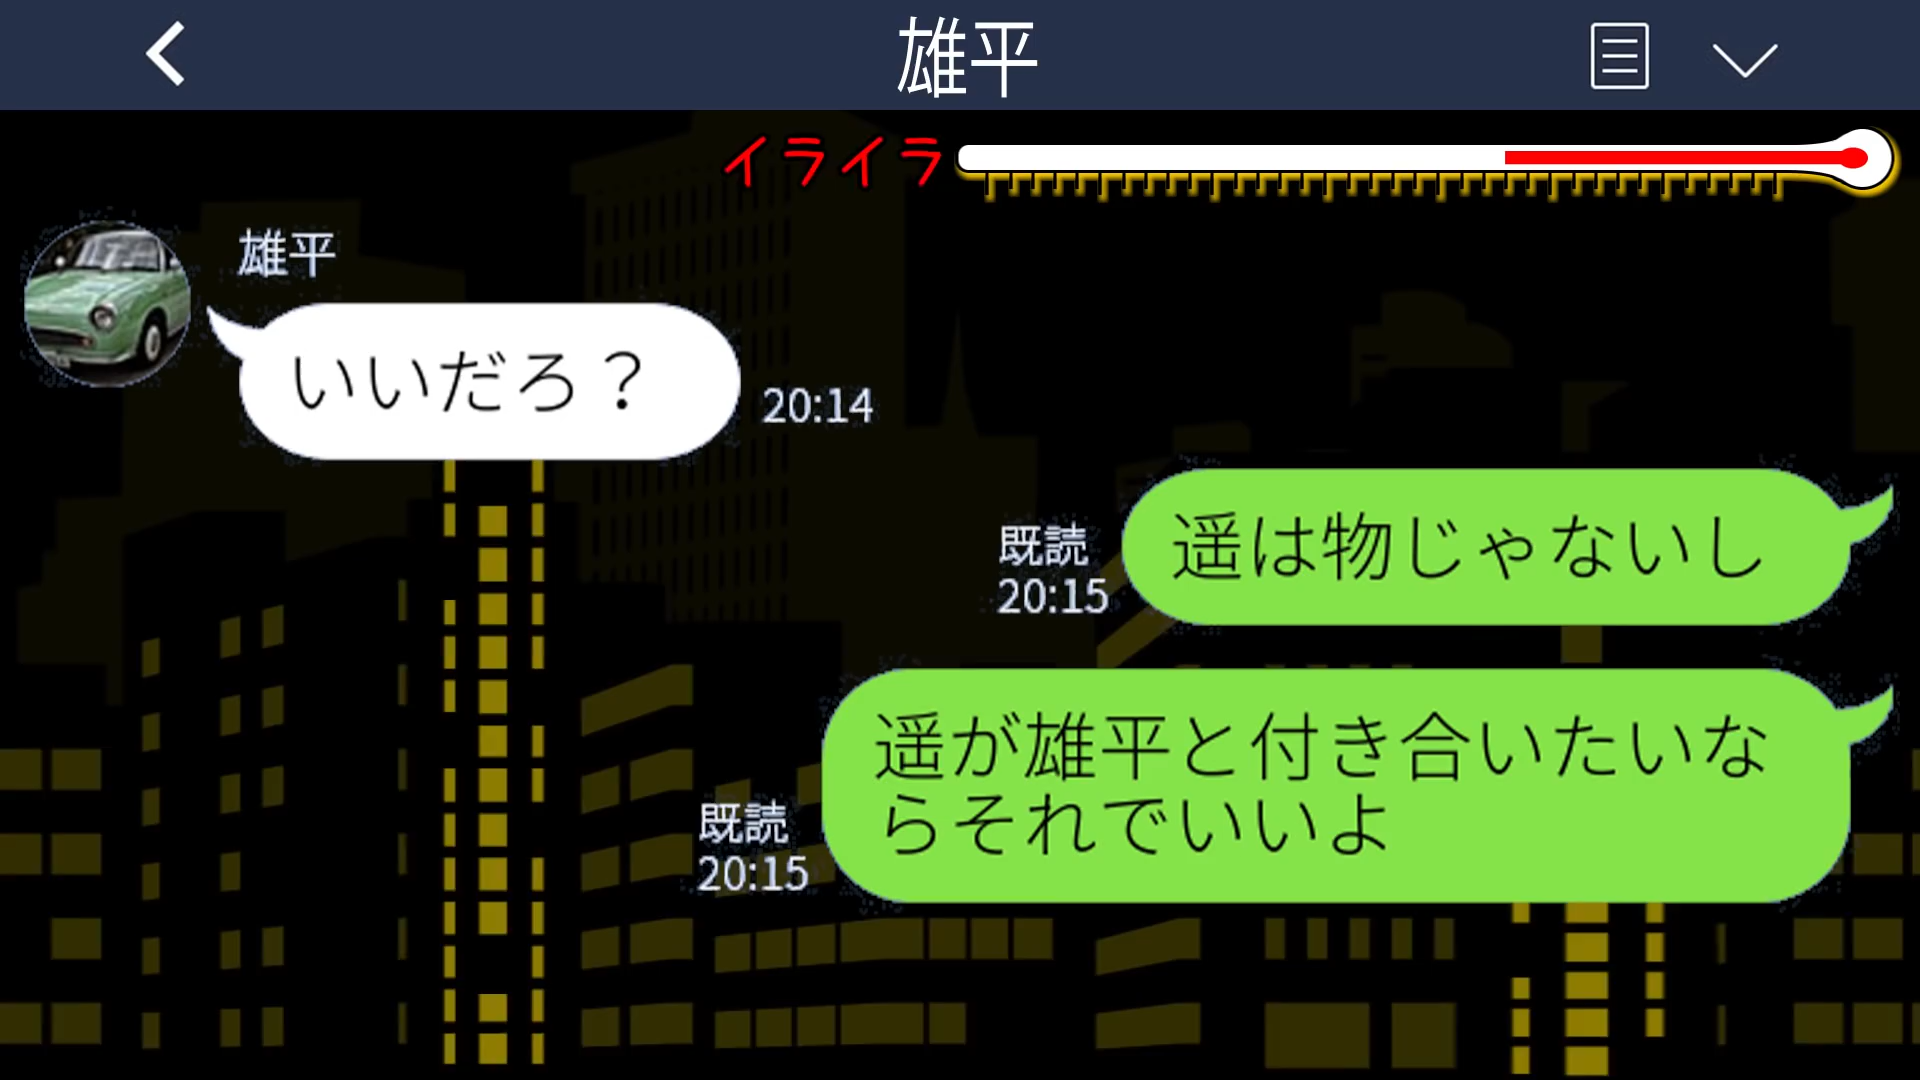 雄平
イライラ
雄平
いいだろ？
20:14
遥は物じゃないし
既読
20:15
遥が雄平と付き合いたいな
らそれでいいよ
既読
20:15